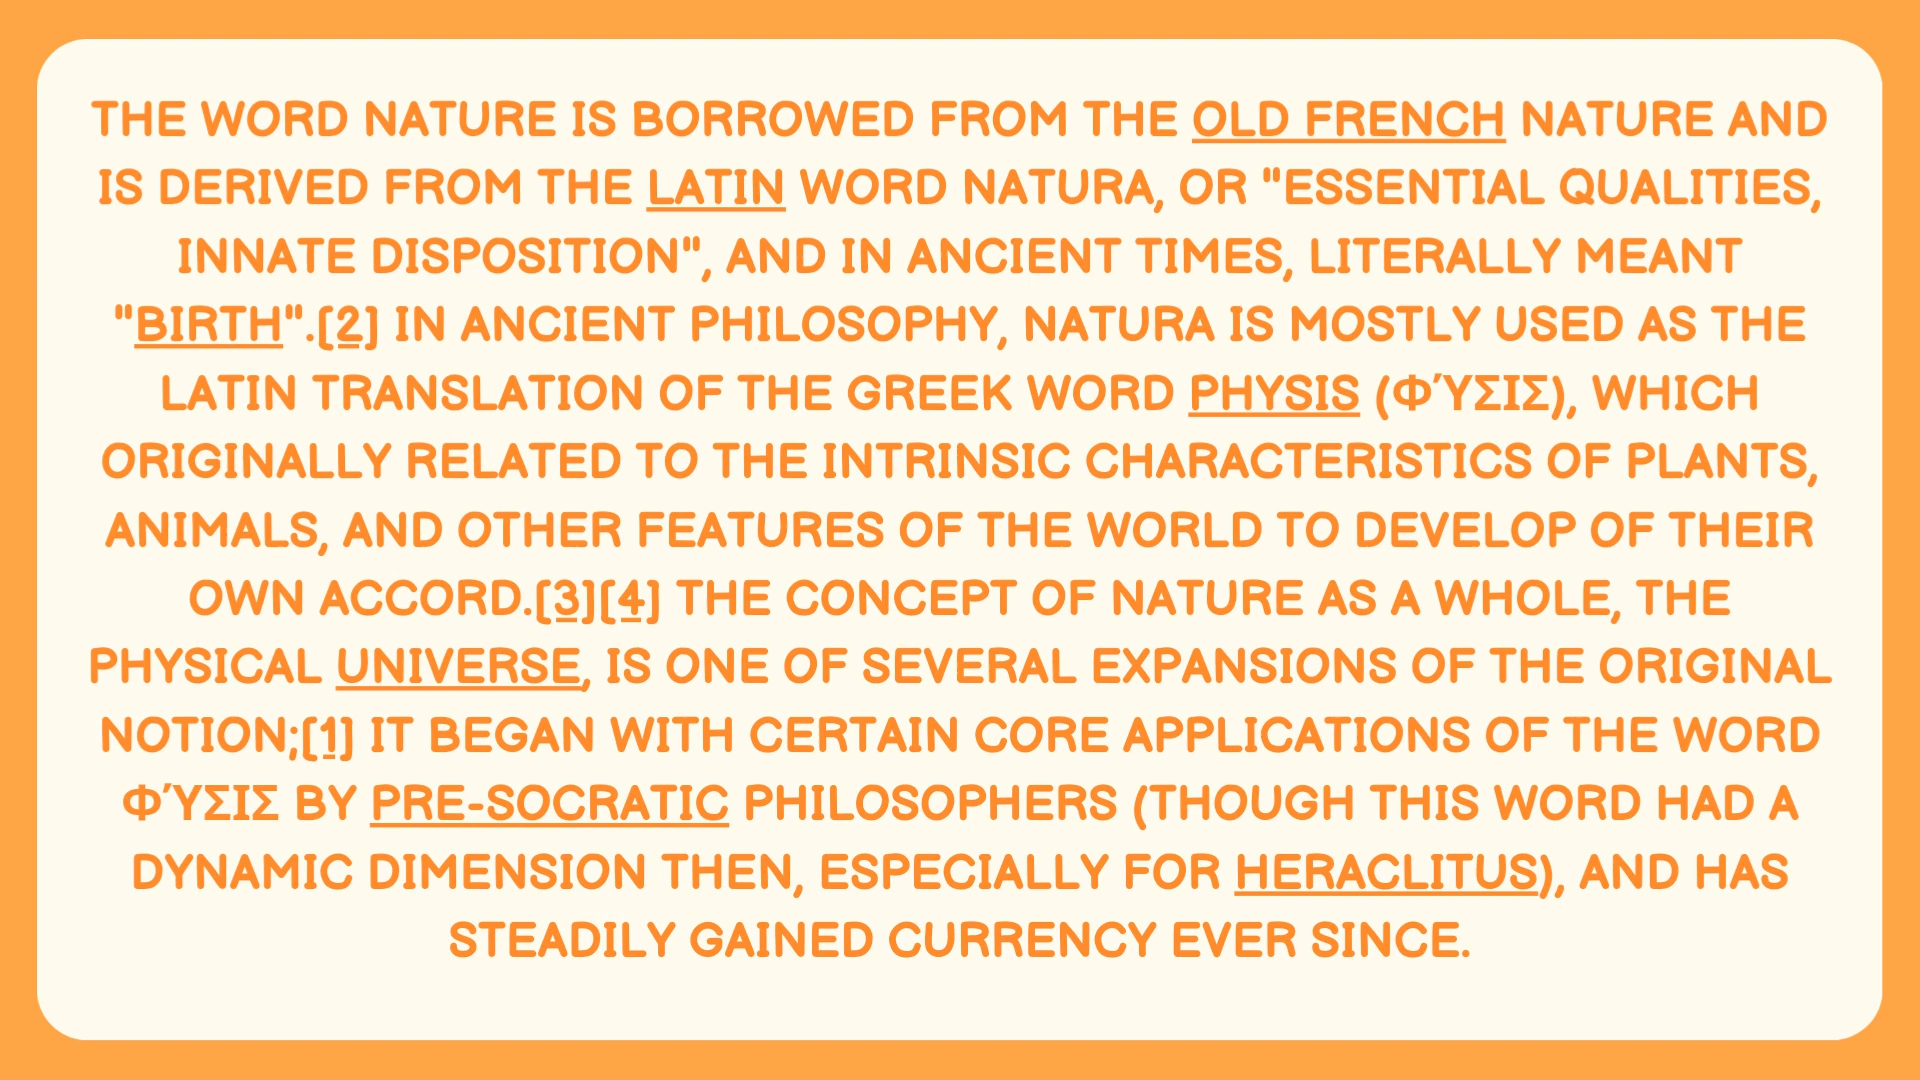 THE WORD NATURE IS BORROWED FROM THE OLD FRENCH NATURE AND
IS DERIVED FROM THE LATIN WORD NATURA, OR "ESSENTIAL QUALITIES,
INNATE DISPOSITION", AND IN ANCIENT TIMES, LITERALLY MEANT
"BIRTH".[2] IN ANCIENT PHILOSOPHY, NATURA IS MOSTLY USED AS THE
LATIN TRANSLATION OF THE GREEK WORD PHYSIS (ΦΎΣΙΣ), WHICH
ORIGINALLY RELATED TO THE INTRINSIC CHARACTERISTICS OF PLANTS,
ANIMALS, AND OTHER FEATURES OF THE WORLD TO DEVELOP OF THEIR
OWN ACCORD.[3][4] THE CONCEPT OF NATURE AS A WHOLE, THE
PHYSICAL UNIVERSE, IS ONE OF SEVERAL EXPANSIONS OF THE ORIGINAL
NOTION;[1] IT BEGAN WITH CERTAIN CORE APPLICATIONS OF THE WORD
ΦΎΣΙΣ BY PRE-SOCRATIC PHILOSOPHERS (THOUGH THIS WORD HAD A
DYNAMIC DIMENSION THEN, ESPECIALLY FOR HERACLITUS), AND HAS
STEADILY GAINED CURRENCY EVER SINCE.